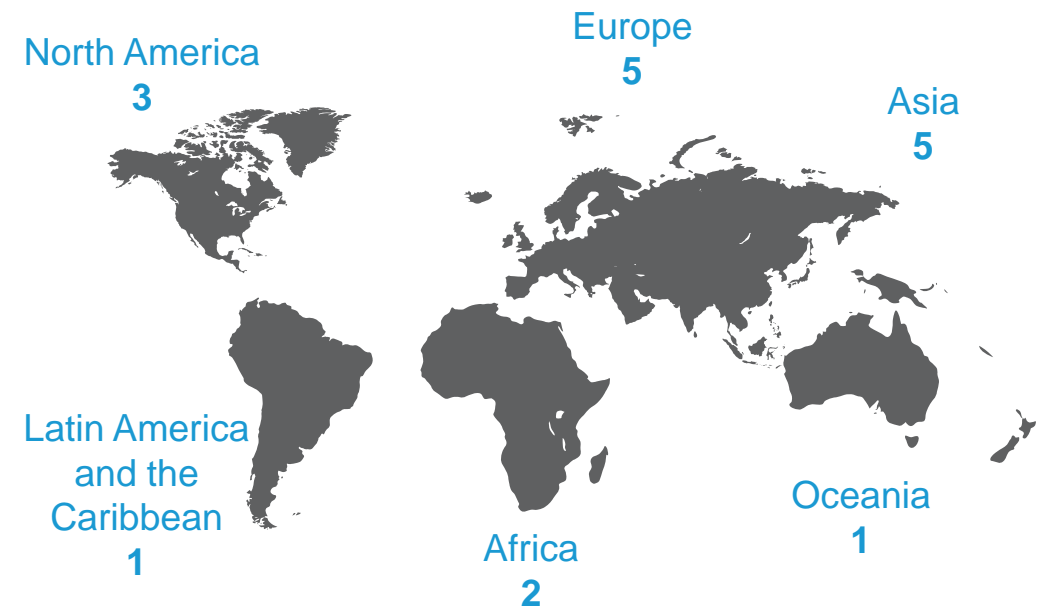 North America
3
Europe
5
Asia
5
Latin America
and the
Caribbean
1
Africa
2
Oceania
1